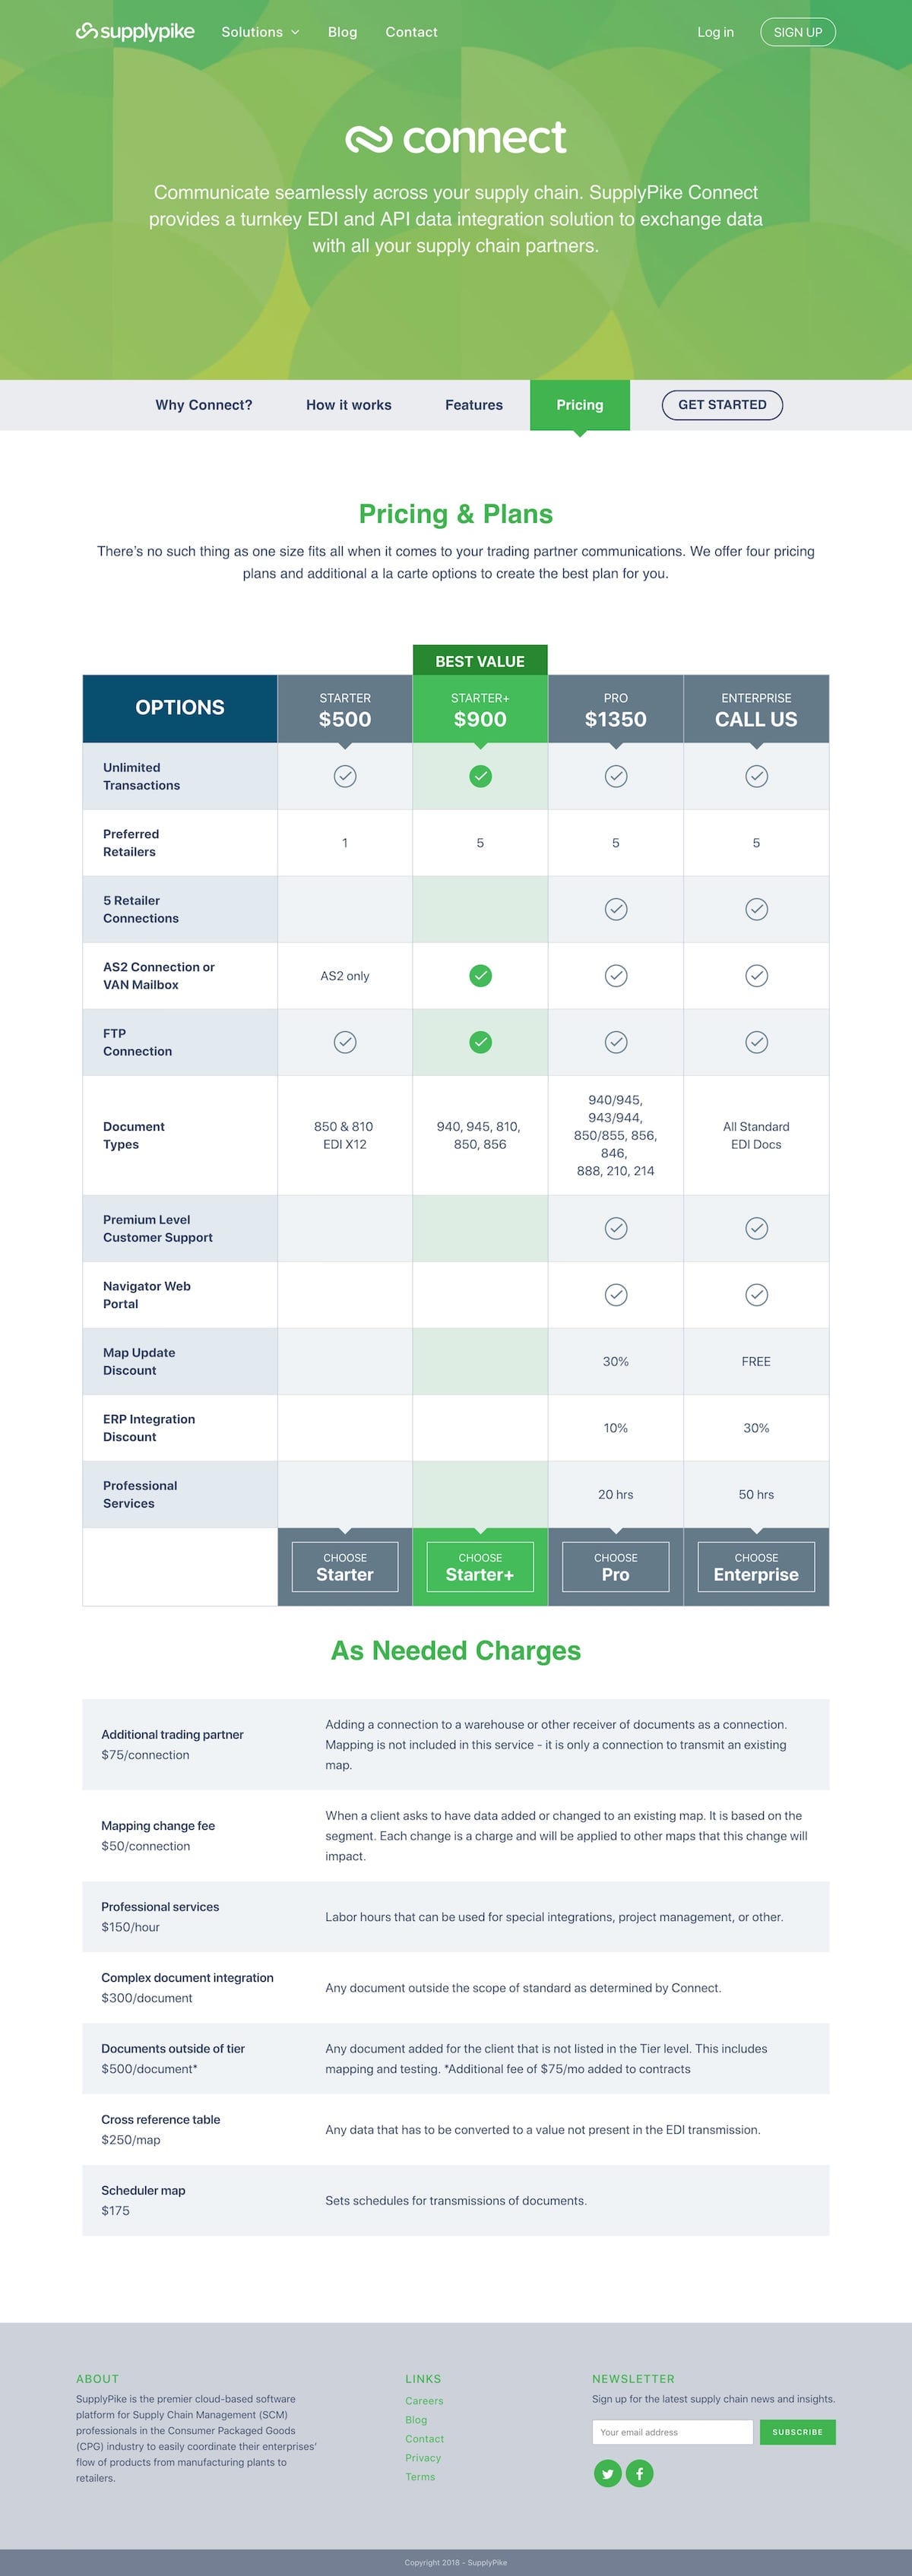 supplypike Solutions Blog Contact Log in SIGN UP
connect
Communicate seamlessly across your supply chain. SupplyPike Connect
provides a turnkey EDI and API data integration solution to exchange data
with all your supply chain partners.
Why Connect? How it works Features Pricing GET STARTED
Pricing & Plans
There's no such thing as one size fits all when it comes to your trading partner communications. We offer four pricing
plans and additional a la carte options to create the best plan for you.
BEST VALUE
OPTIONS
STARTER
$500
STARTER+
$900
PRO
$1350
ENTERPRISE
CALL US
Unlimited
Transactions
Preferred
Retailers
1 5 5 5
5 Retailer
Connections
AS2 Connection or
VAN Mailbox
AS2 only
FTP
Connection
Document
Types
850 & 810
EDI X12
940, 945, 810,
850, 856
940/945,
943/944,
850/855, 856,
846,
888, 210, 214
All Standard
EDI Docs
Premium Level
Customer Support
Navigator Web
Portal
Map Update
Discount
30% FREE
ERP Integration
Discount
10% 30%
Professional
Services
20 hrs 50 hrs
CHOOSE
Starter
CHOOSE
Starter+
CHOOSE
Pro
CHOOSE
Enterprise
As Needed Charges
Additional trading partner
$75/connection
Adding a connection to a warehouse or other receiver of documents as a connection.
Mapping is not included in this service - it is only a connection to transmit an existing
map.
Mapping change fee
$50/connection
When a client asks to have data added or changed to an existing map. It is based on the
segment. Each change is a charge and will be applied to other maps that this change will
impact.
Professional services
$150/hour
Labor hours that can be used for special integrations, project management, or other.
Complex document integration
$300/document
Any document outside the scope of standard as determined by Connect.
Documents outside of tier
$500/document*
Any document added for the client that is not listed in the Tier level. This includes
mapping and testing. *Additional fee of $75/mo added to contracts
Cross reference table
$250/map
Any data that has to be converted to a value not present in the EDI transmission.
Scheduler map
$175
Sets schedules for transmissions of documents.
ABOUT
SupplyPike is the premier cloud-based software
platform for Supply Chain Management (SCM)
professionals in the Consumer Packaged Goods
(CPG) industry to easily coordinate their enterprises'
flow of products from manufacturing plants to
retailers.
LINKS
Careers
Blog
Contact
Privacy
Terms
NEWSLETTER
Sign up for the latest supply chain news and insights.
Your email address SUBSCRIBE
Copyright 2018 - SupplyPike